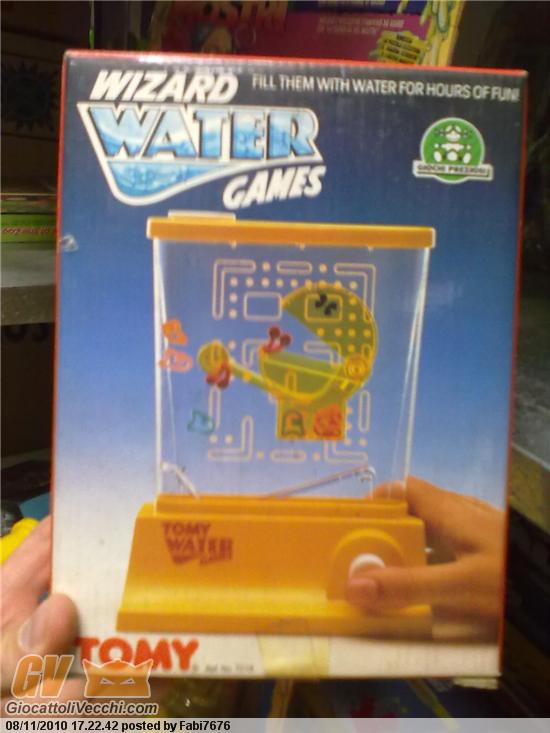 WIZARD
WATER
GAMES
FILL THEM WITH WATER FOR HOURS OF FUN!
GIOCHI PREZIOSI
TOMY
WATER
GAMES
TOMY
GV
GiocattoliVecchi.com
08/11/2010 17.22.42 posted by Fabi7676